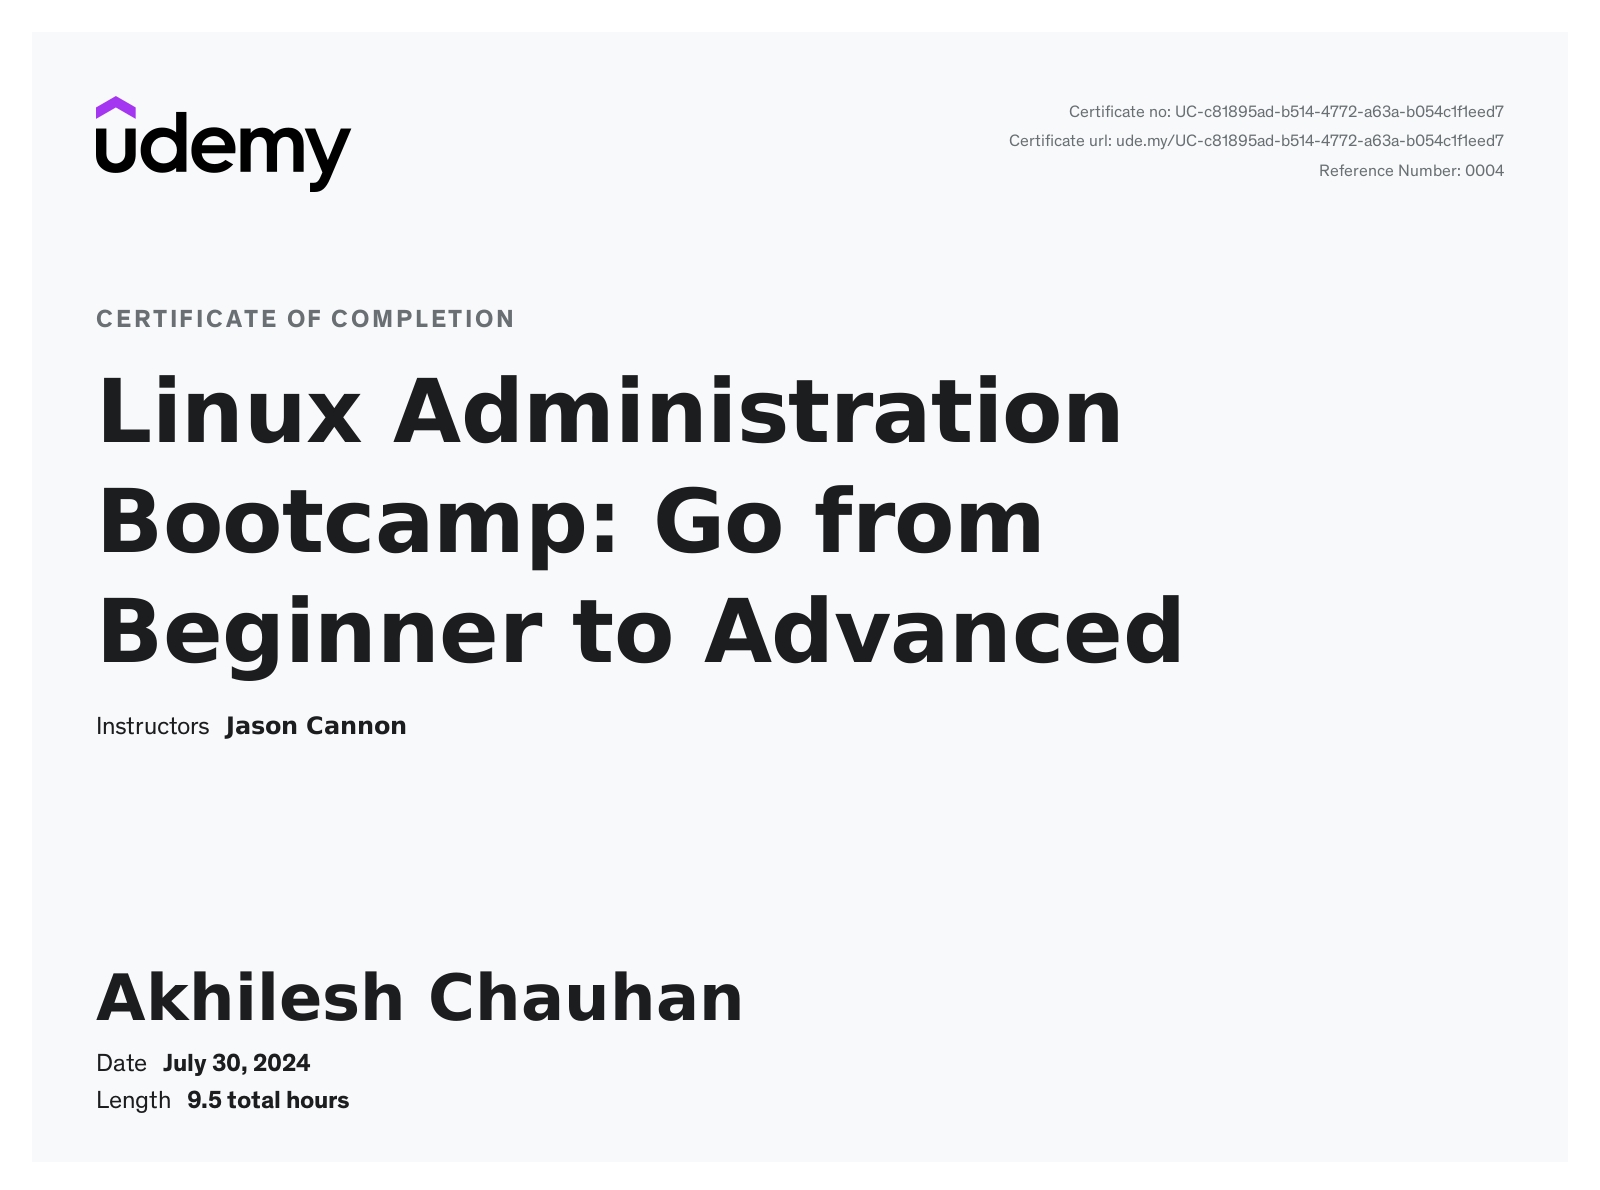 udemy
Certificate no: UC-c81895ad-b514-4772-a63a-b054c1f1eed7
Certificate url: ude.my/UC-c81895ad-b514-4772-a63a-b054c1f1eed7
Reference Number: 0004
CERTIFICATE OF COMPLETION
Linux Administration
Bootcamp: Go from
Beginner to Advanced
Instructors Jason Cannon
Akhilesh Chauhan
Date July 30, 2024
Length 9.5 total hours